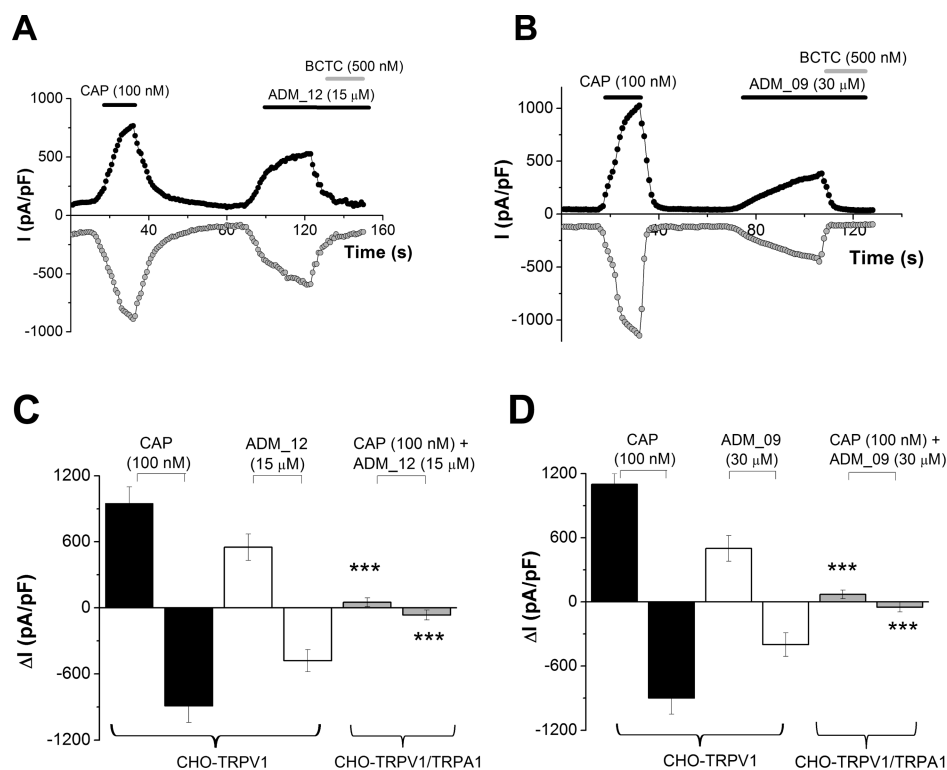 A
BCTC (500 nM)
CAP (100 nM)
ADM_12 (15 μM)
1000
500
0
-500
-1000
I (pA/pF)
40
80
120
160
Time (s)
B
BCTC (500 nM)
CAP (100 nM)
ADM_09 (30 μM)
1000
500
0
-500
-1000
I (pA/pF)
40
80
120
Time (s)
C
CAP
(100 nM)
ADM_12
(15 μM)
CAP (100 nM) +
ADM_12 (15 μM)
1200
600
0
-600
-1200
ΔI (pA/pF)
***
***
CHO-TRPV1
CHO-TRPV1/TRPA1
D
CAP
(100 nM)
ADM_09
(30 μM)
CAP (100 nM) +
ADM_09 (30 μM)
1200
600
0
-600
-1200
ΔI (pA/pF)
***
***
CHO-TRPV1
CHO-TRPV1/TRPA1